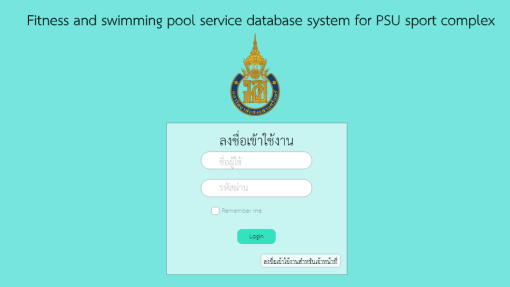 Fitness and swimming pool service database system for PSU sport complex
ลงชื่อเข้าใช้งาน
ชื่อผู้ใช้
รหัสผ่าน
Remember me
Login
ลงชื่อเข้าใช้งานสำหรับเจ้าหน้าที่